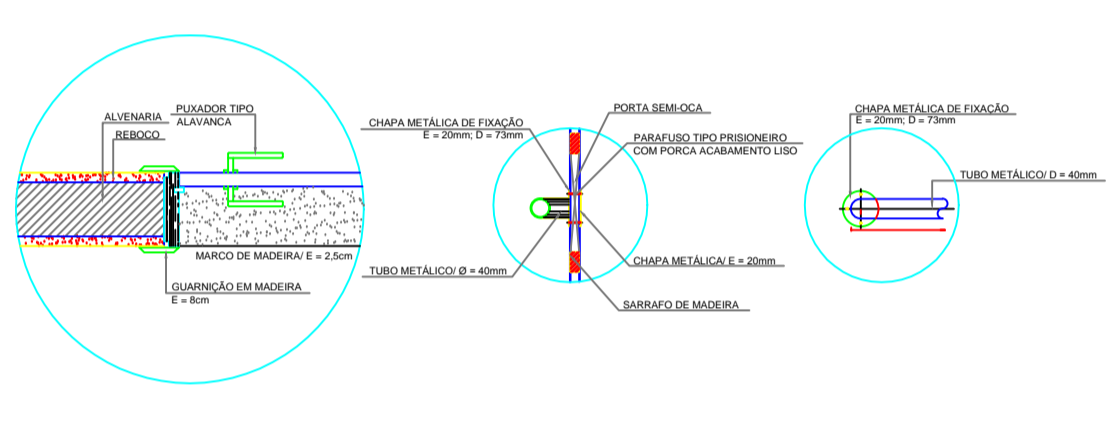 ALVENARIA
PUXADOR TIPO
ALAVANCA
REBOCO
MARCO DE MADEIRA/ E = 2,5cm
GUARNIÇÃO EM MADEIRA
E = 8cm
CHAPA METÁLICA DE FIXAÇÃO
E = 20mm; D = 73mm
PORTA SEMI-OCA
PARAFUSO TIPO PRISIONEIRO
COM PORCA ACABAMENTO LISO
TUBO METÁLICO/ Ø = 40mm
CHAPA METÁLICA/ E = 20mm
SARRAFO DE MADEIRA
CHAPA METÁLICA DE FIXAÇÃO
E = 20mm; D = 73mm
TUBO METÁLICO/ D = 40mm